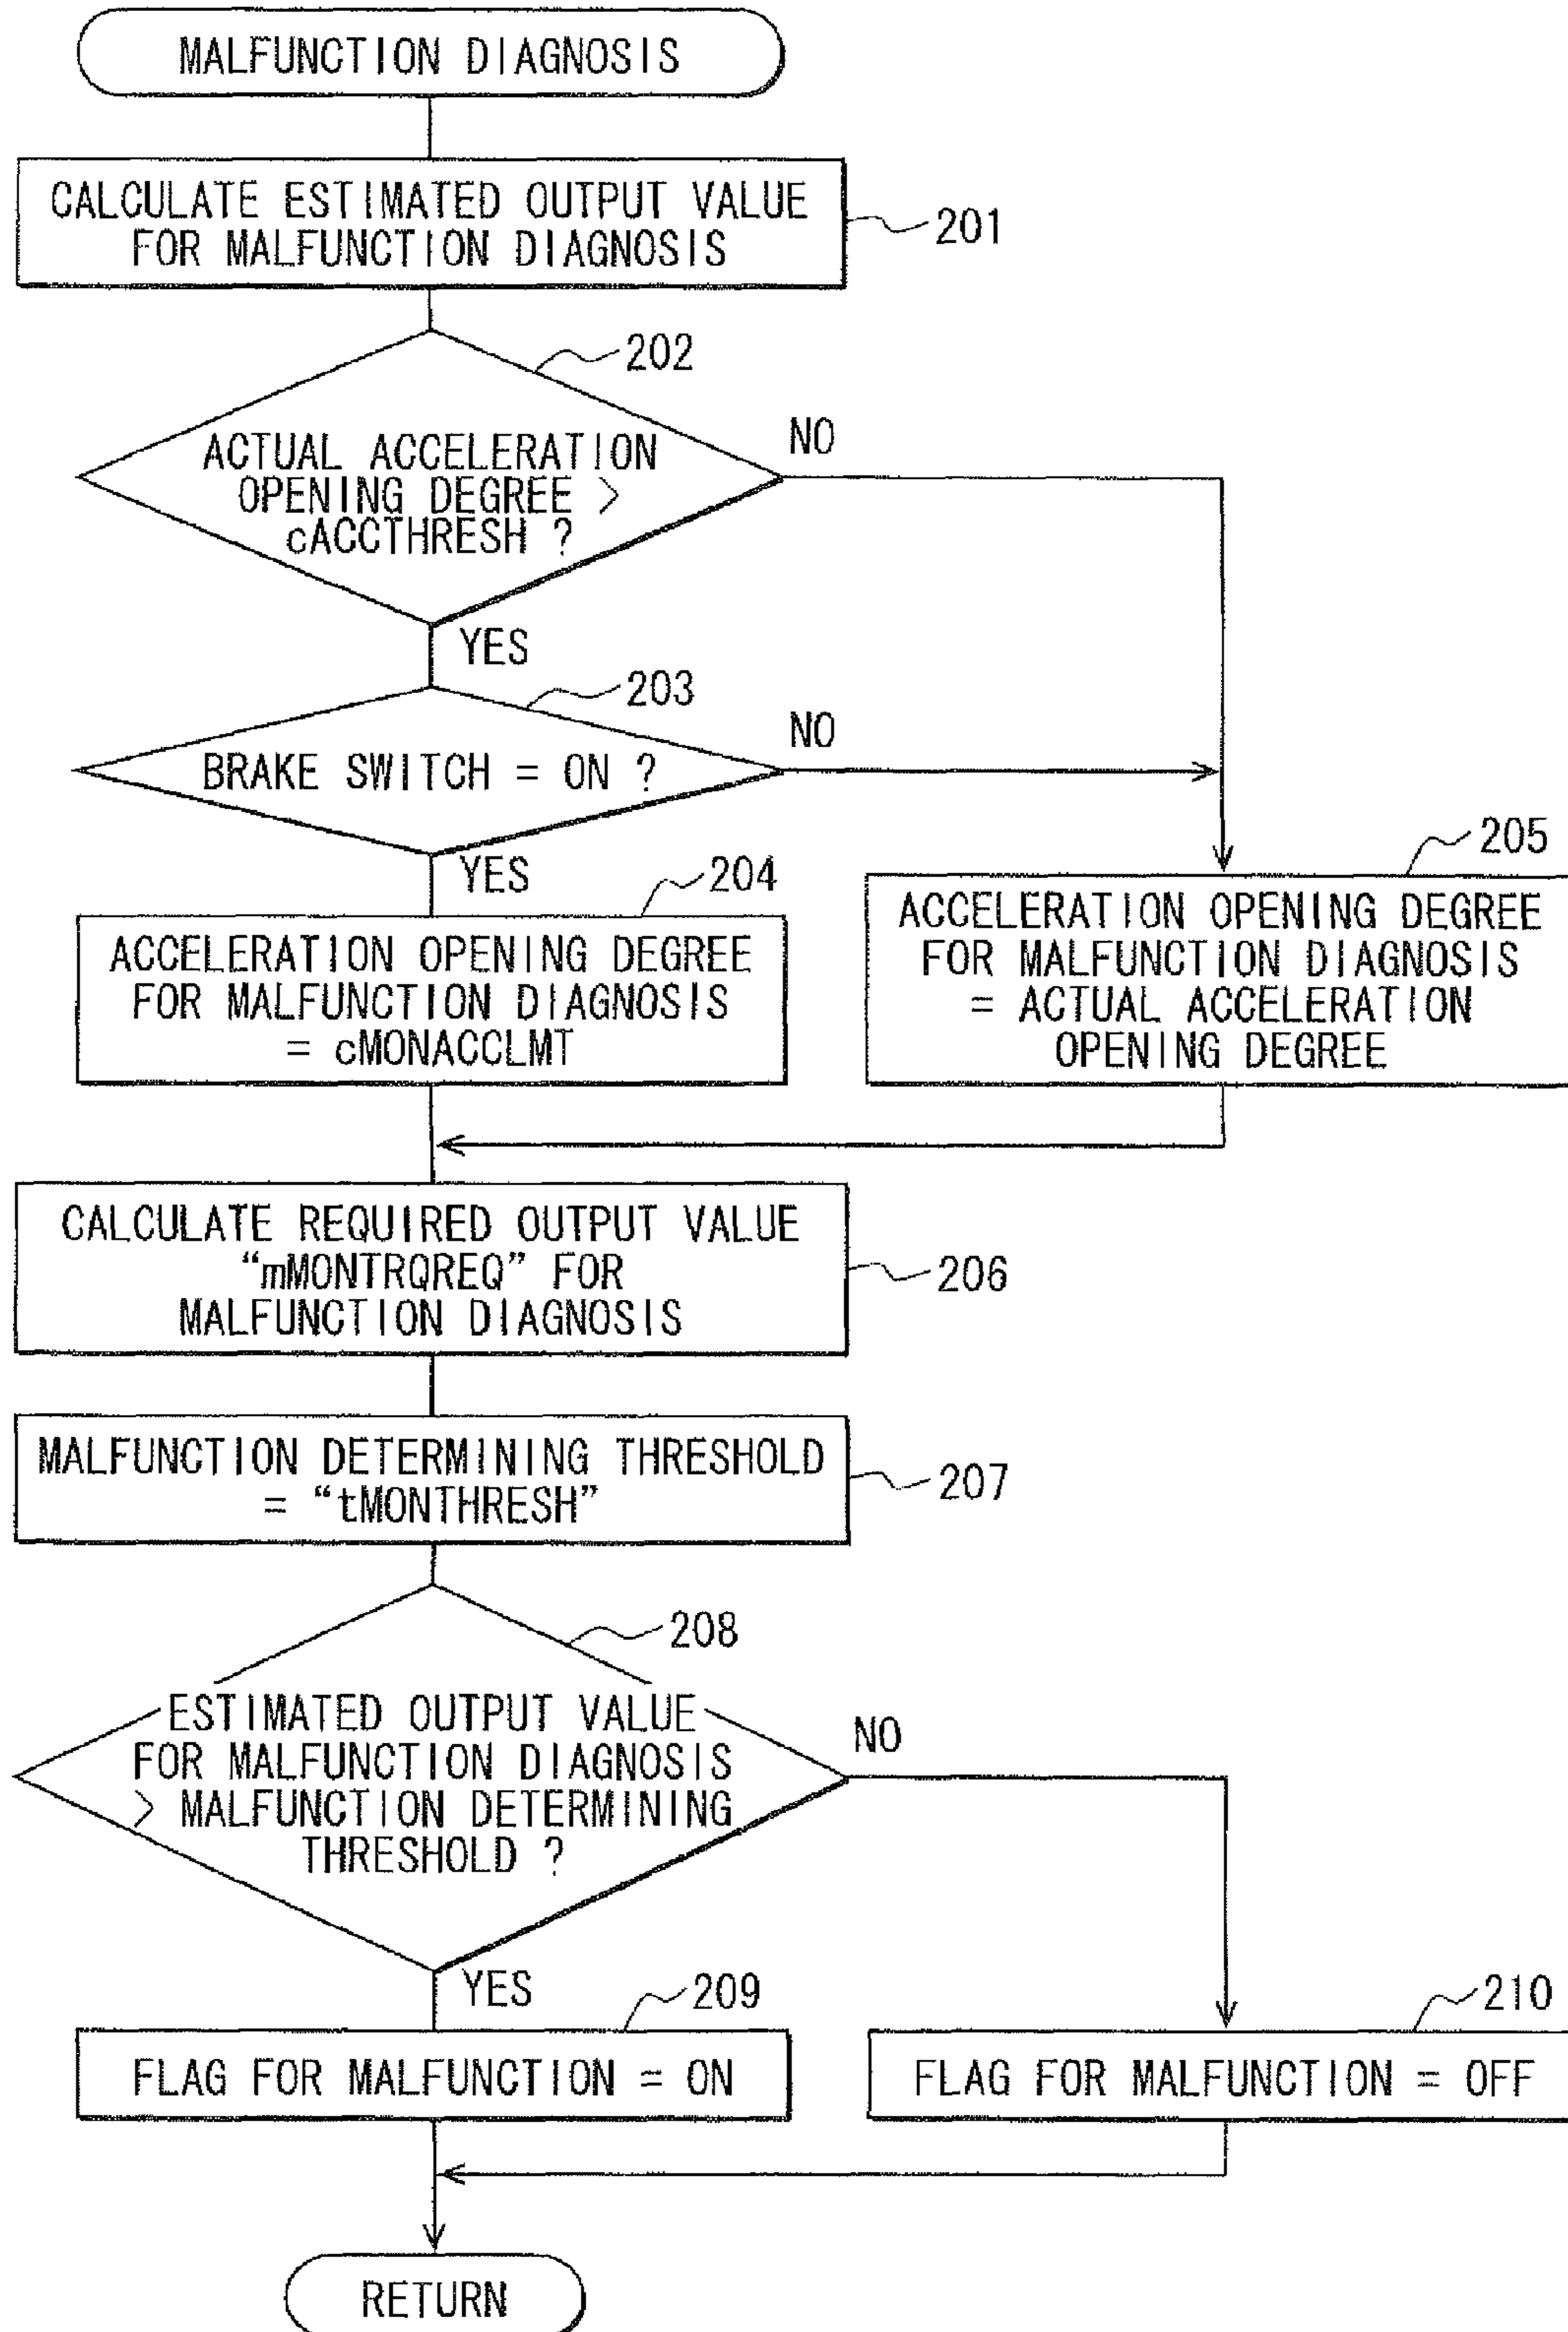 MALFUNCTION DIAGNOSIS
CALCULATE ESTIMATED OUTPUT VALUE
FOR MALFUNCTION DIAGNOSIS
201
202
ACTUAL ACCELERATION
OPENING DEGREE >
cACCTHRESH ?
NO
YES
203
BRAKE SWITCH = ON ?
NO
YES
204
ACCELERATION OPENING DEGREE
FOR MALFUNCTION DIAGNOSIS
= cMONACCLMT
205
ACCELERATION OPENING DEGREE
FOR MALFUNCTION DIAGNOSIS
= ACTUAL ACCELERATION
OPENING DEGREE
CALCULATE REQUIRED OUTPUT VALUE
“mMONTRQREQ” FOR
MALFUNCTION DIAGNOSIS
206
MALFUNCTION DETERMINING THRESHOLD
= “tMONTHRESH”
207
208
ESTIMATED OUTPUT VALUE
FOR MALFUNCTION DIAGNOSIS
> MALFUNCTION DETERMINING
THRESHOLD ?
NO
YES
209
FLAG FOR MALFUNCTION = ON
210
FLAG FOR MALFUNCTION = OFF
RETURN